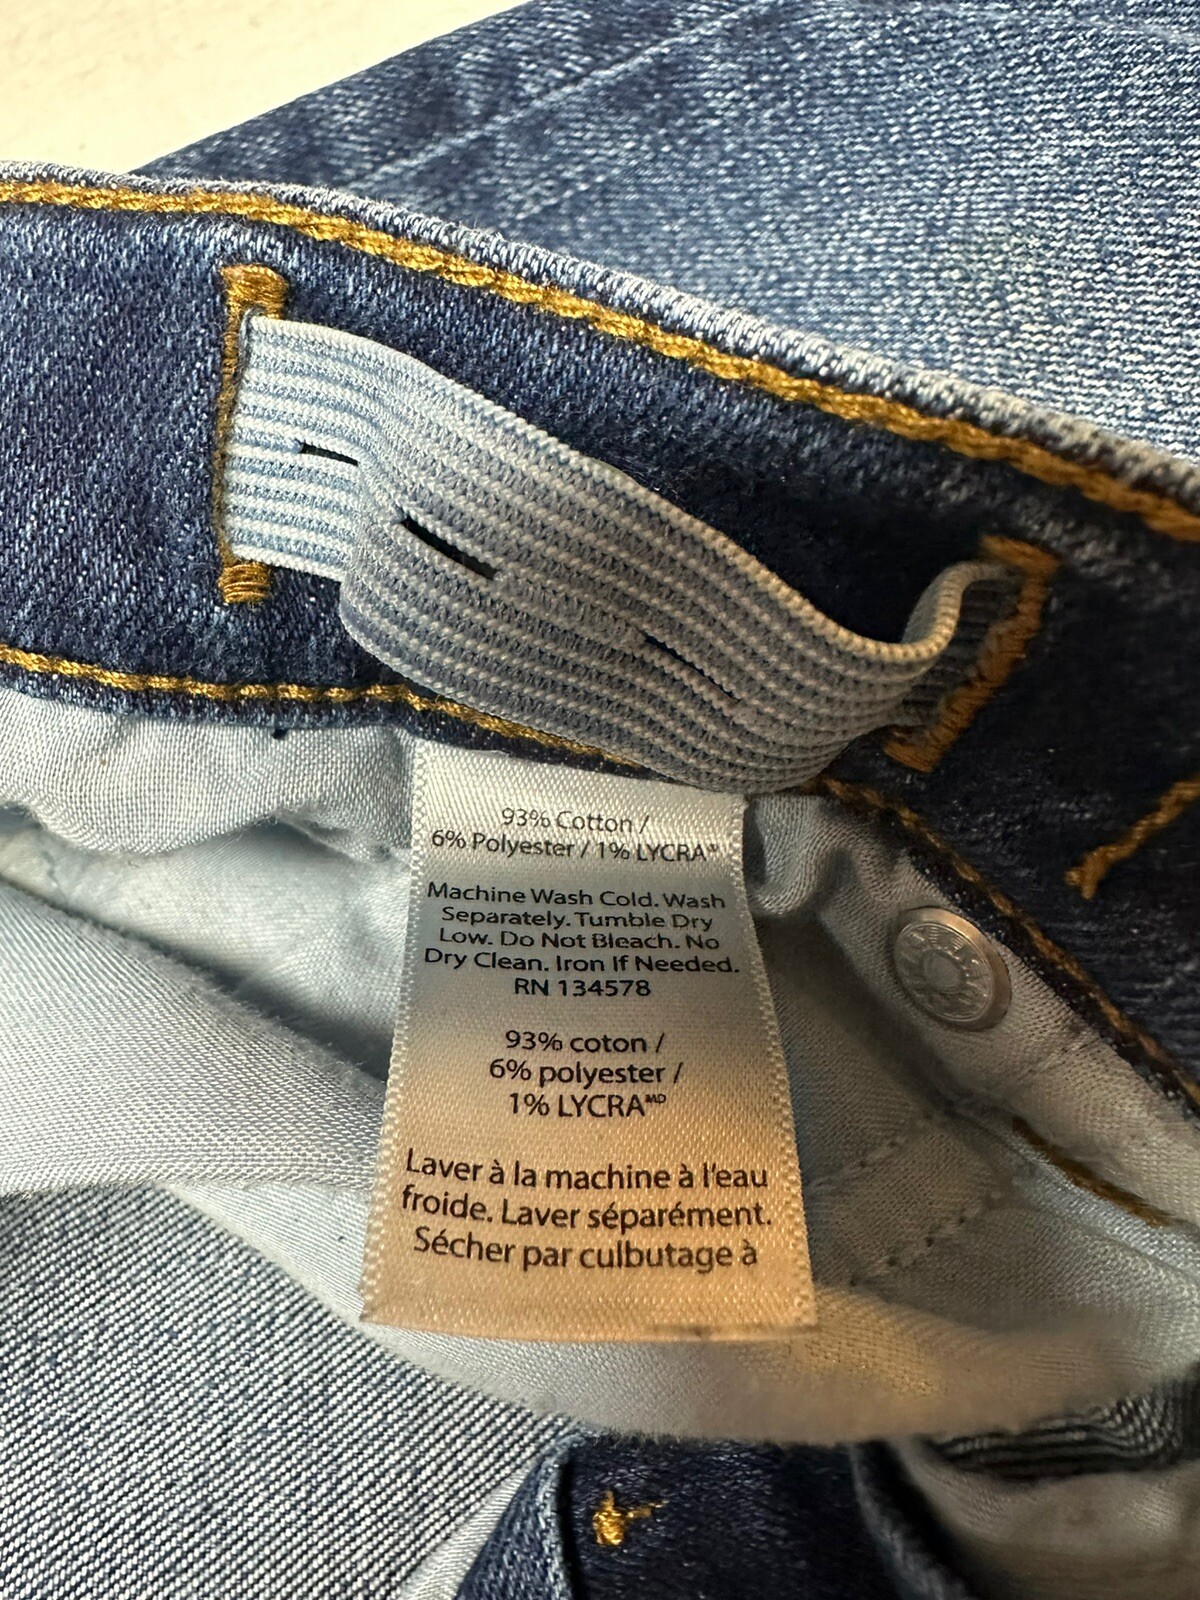 93% Cotton /
6% Polyester / 1% LYCRA®
Machine Wash Cold. Wash
Separately. Tumble Dry
Low. Do Not Bleach. No
Dry Clean. Iron If Needed.
RN 134578
93% coton /
6% polyester /
1% LYCRAᴹᴰ
Laver à la machine à l'eau
froide. Laver séparément.
Sécher par culbutage à